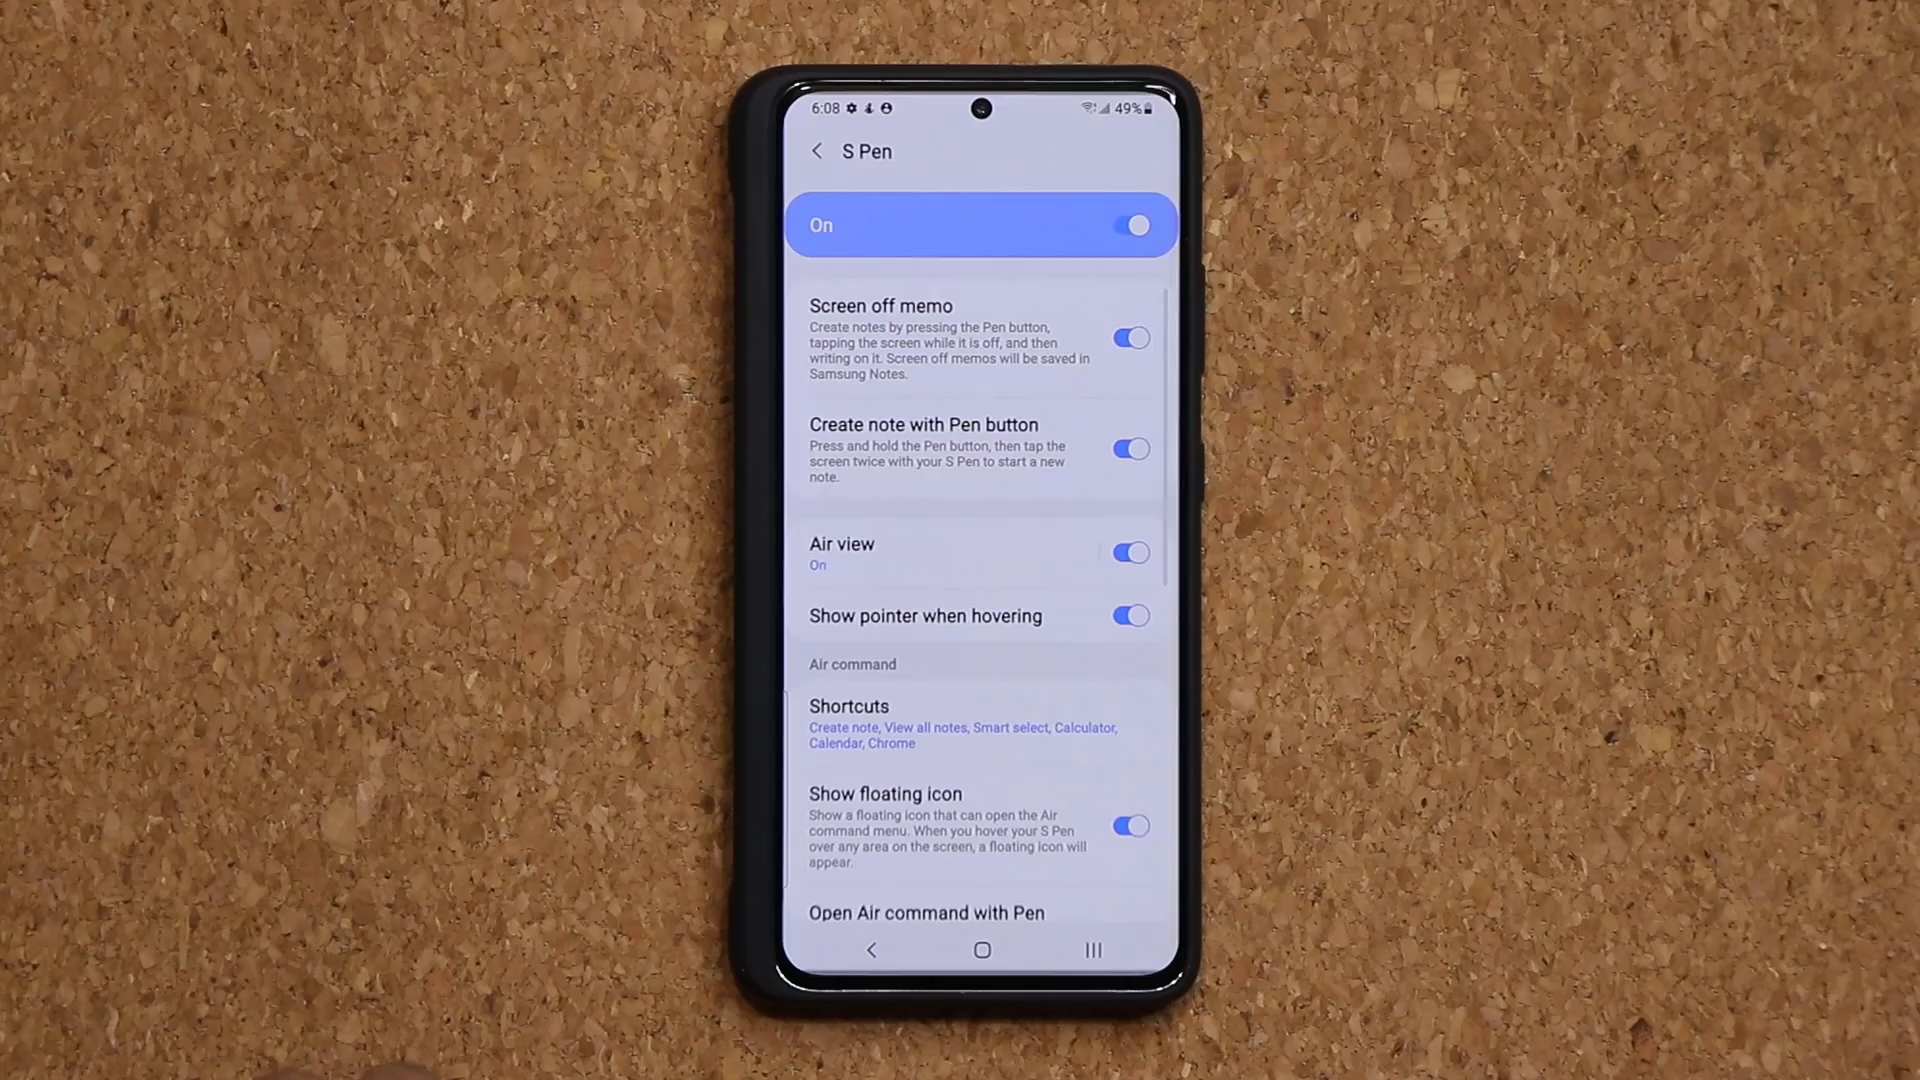 6:08
49%
S Pen
On
Screen off memo
Create notes by pressing the Pen button,
tapping the screen while it is off, and then
writing on it. Screen off memos will be saved in
Samsung Notes.
Create note with Pen button
Press and hold the Pen button, then tap the
screen twice with your S Pen to start a new
note.
Air view
On
Show pointer when hovering
Air command
Shortcuts
Create note, View all notes, Smart select, Calculator,
Calendar, Chrome
Show floating icon
Show a floating icon that can open the Air
command menu. When you hover your S Pen
over any area on the screen, a floating icon will
appear.
Open Air command with Pen